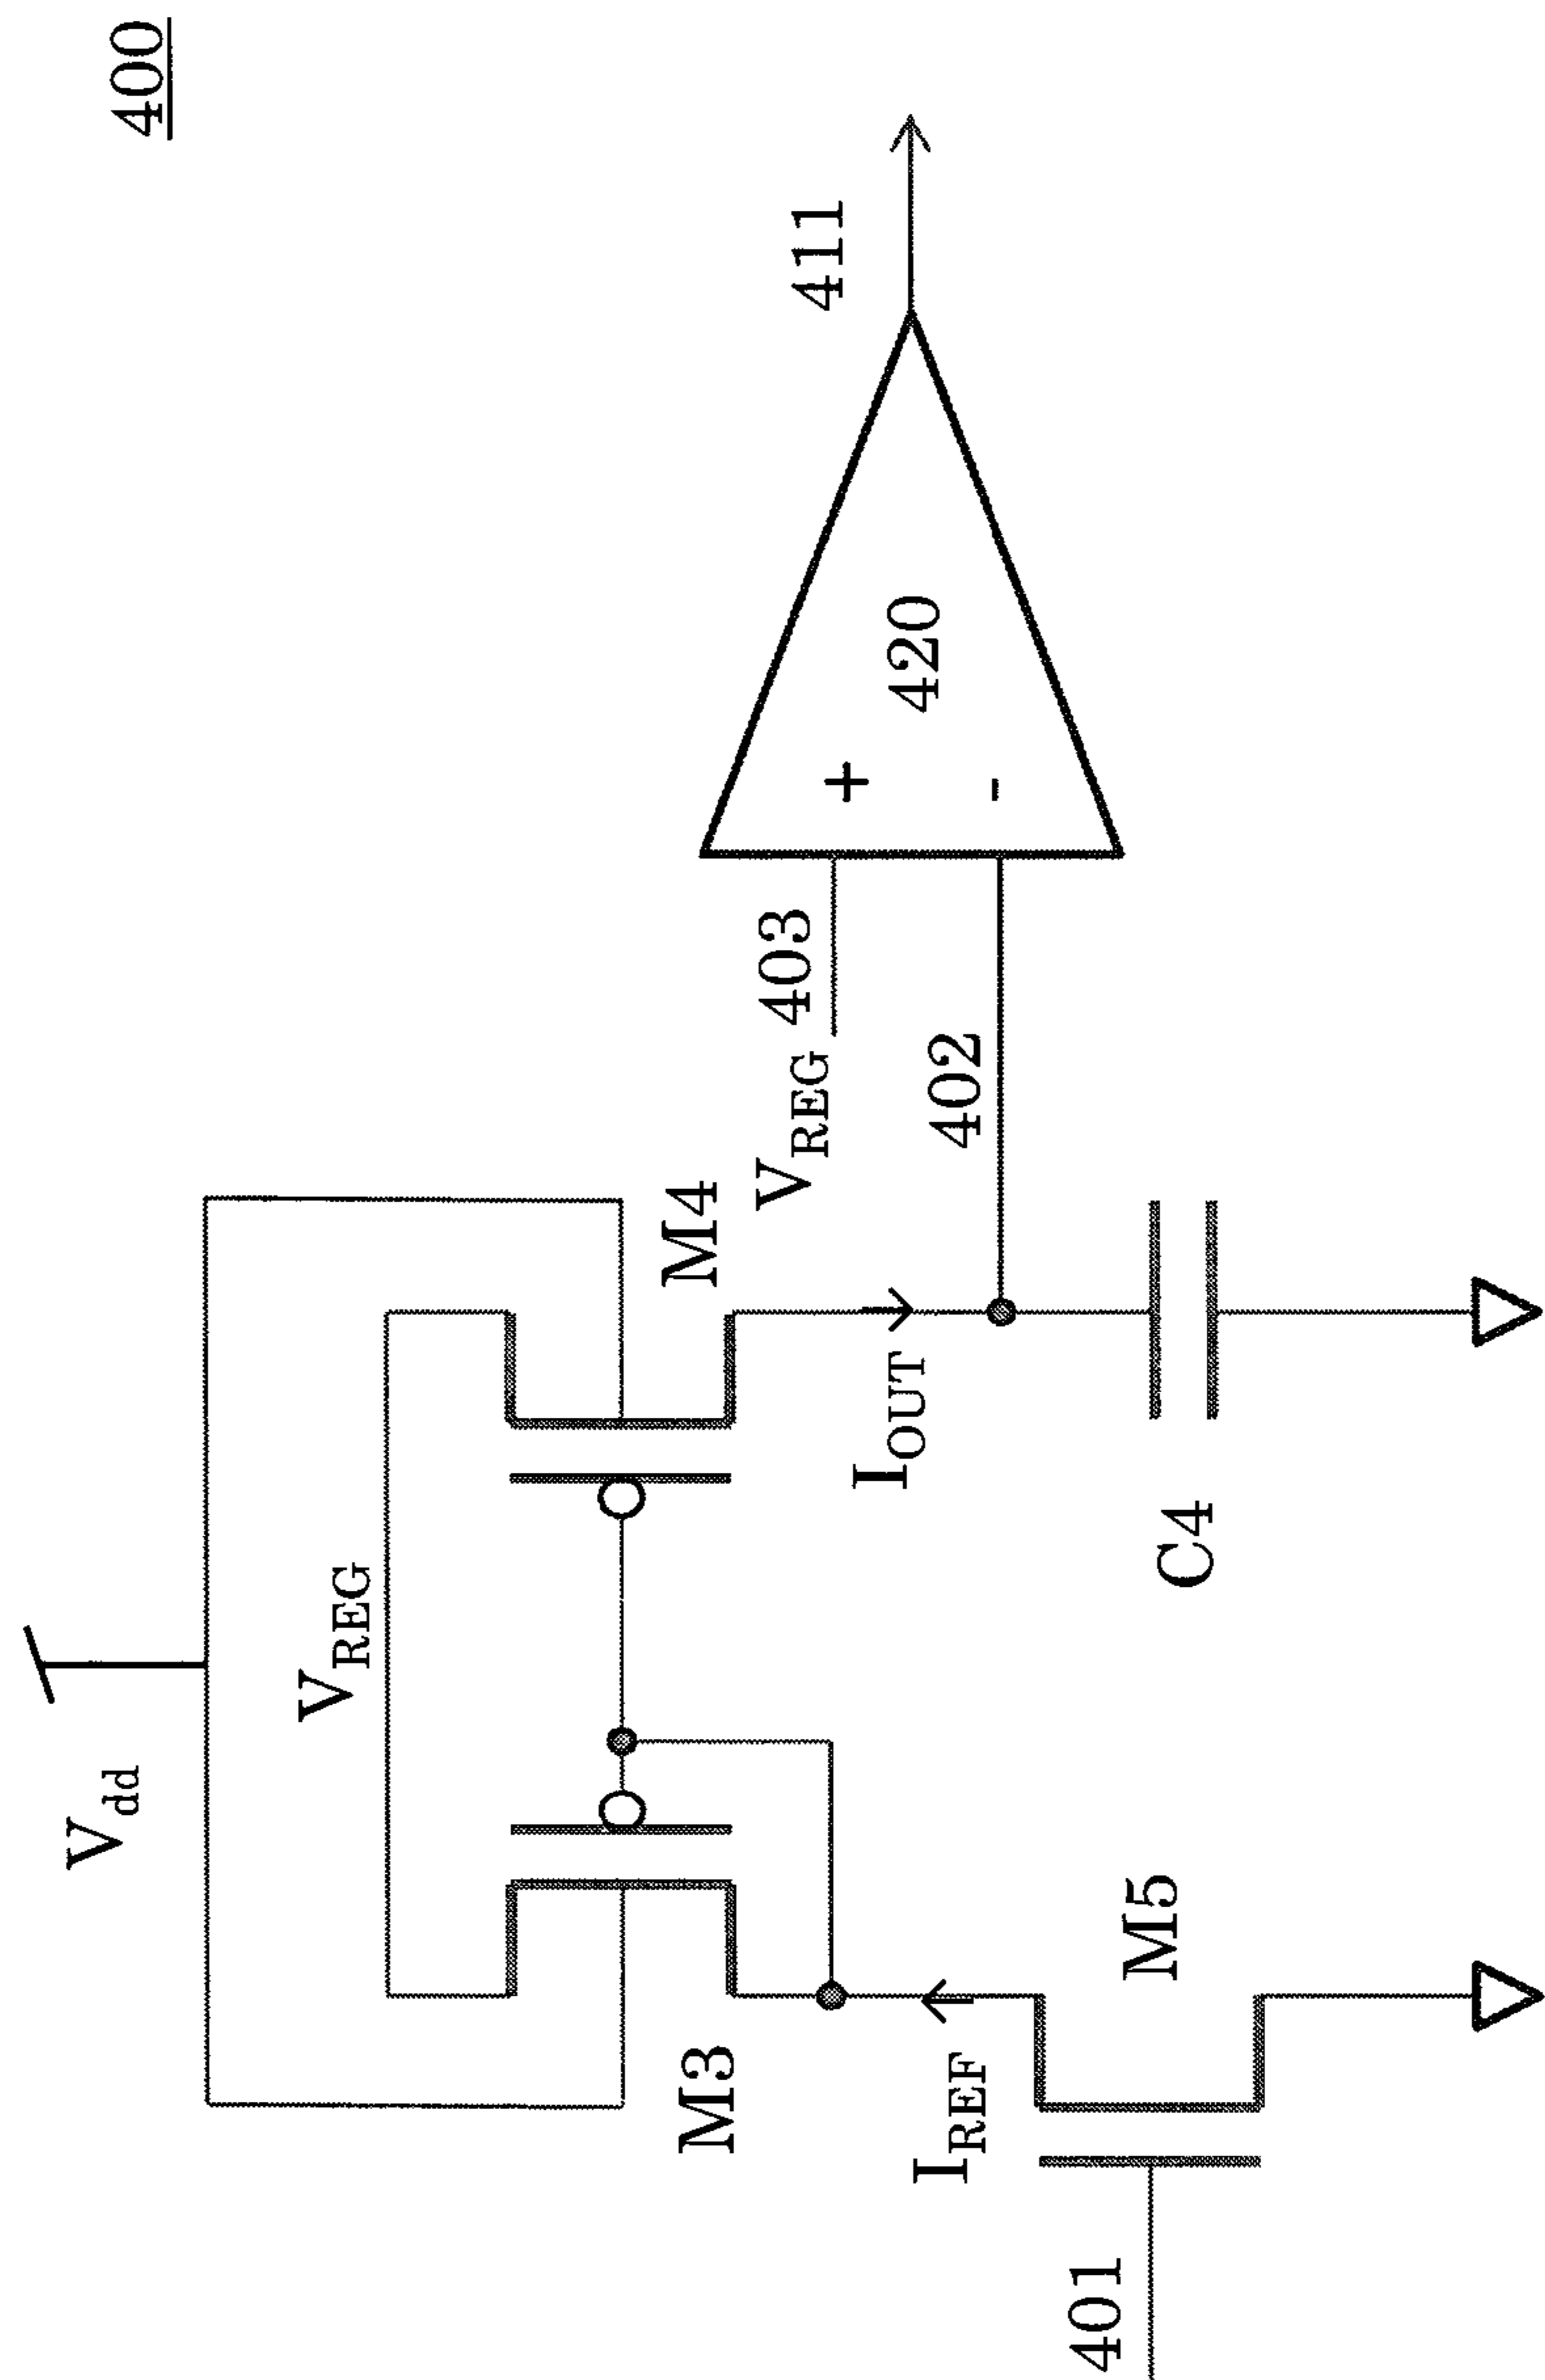 400
V_dd
V_REG
M3
M4
V_REG 403
I_REF
I_OUT
402
+
-
420
411
401
M5
C4